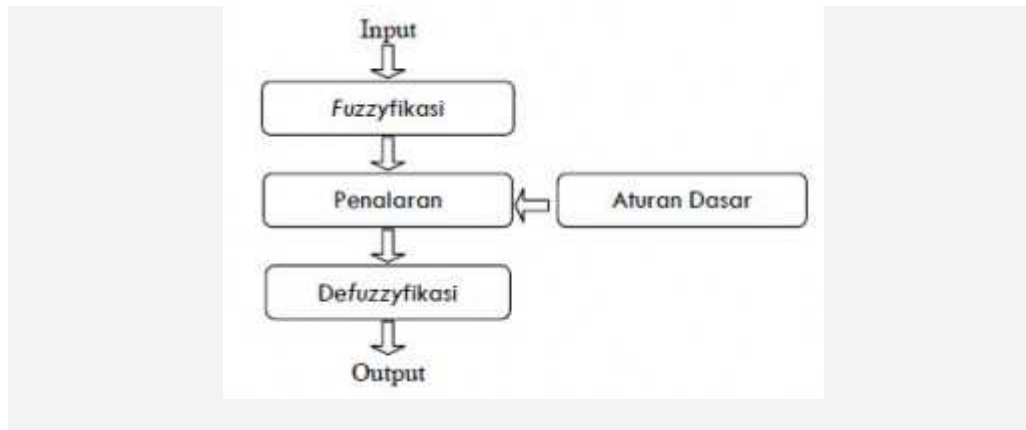 Input
Fuzzyfikasi
Penalaran
Aturan Dasar
Defuzzyfikasi
Output